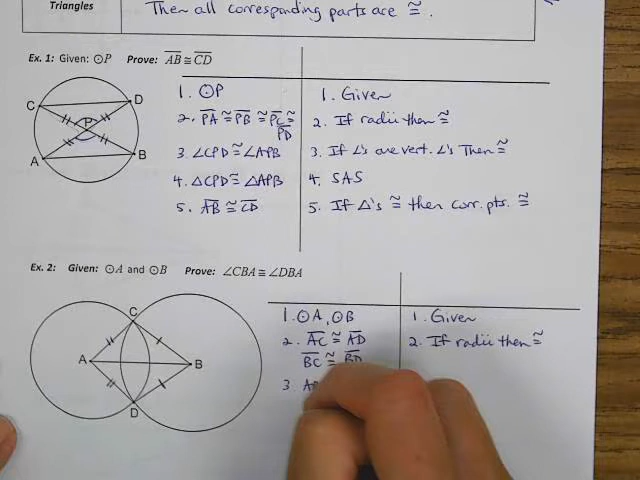 Triangles
Then all corresponding parts are ≅.
Ex. 1: Given: ⊙P Prove: AB ≅ CD
1. ⊙P 1. Given
2. PA ≅ PB ≅ PC ≅ PD 2. If radii then ≅
3. ∠CPD ≅ ∠APB 3. If ∠'s are vert. ∠'s Then ≅
4. △CPD ≅ △APB 4. SAS
5. AB ≅ CD 5. If △'s ≅ then corr. pts. ≅
C D P A B
Ex. 2: Given: ⊙A and ⊙B Prove: ∠CBA ≅ ∠DBA
1. ⊙A, ⊙B 1. Given
2. AC ≅ AD 2. If radii then ≅
BC ≅ BD
3.
C A B D